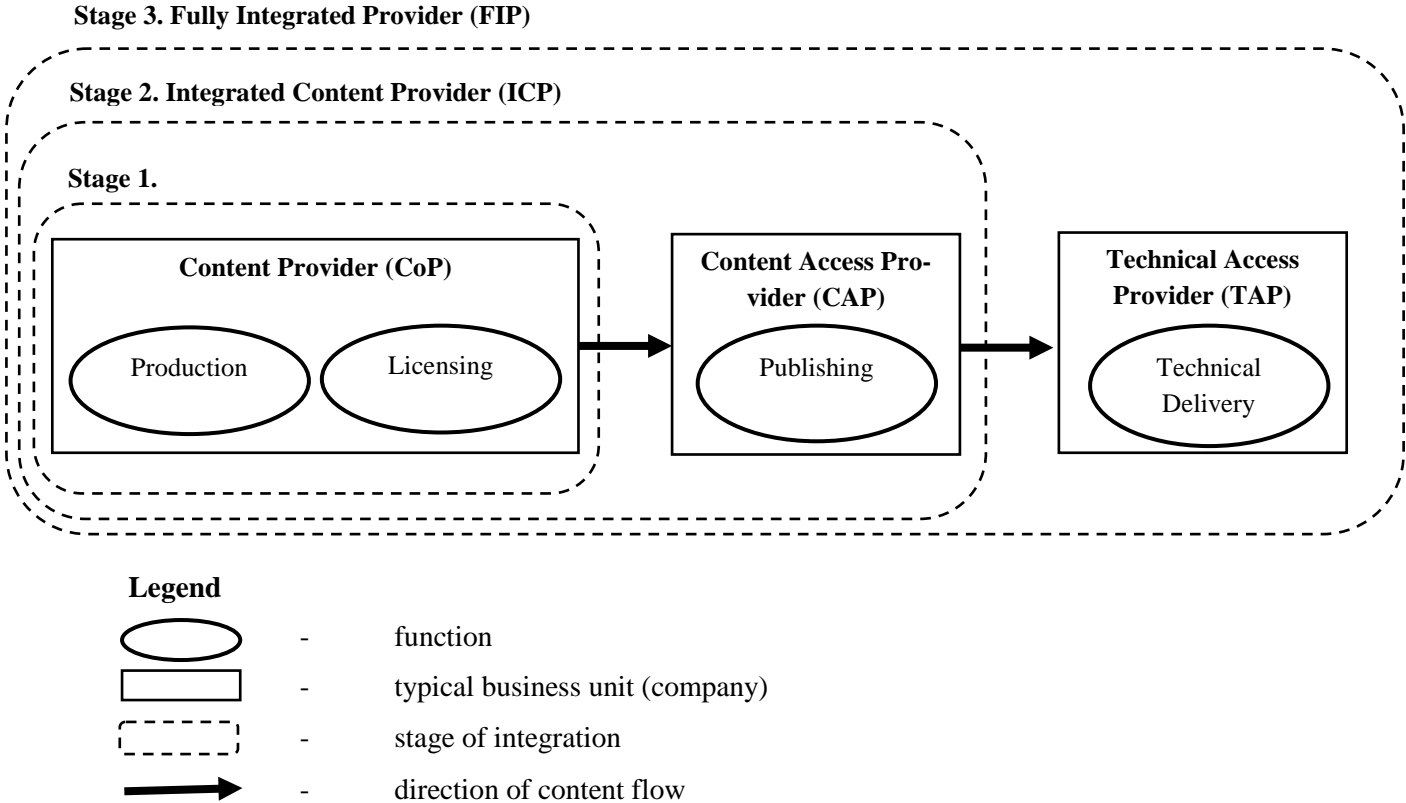 Stage 3. Fully Integrated Provider (FIP)
Stage 2. Integrated Content Provider (ICP)
Stage 1.
Content Provider (CoP)
Production
Licensing
Content Access Pro-
vider (CAP)
Publishing
Technical Access
Provider (TAP)
Technical
Delivery
Legend
- function
- typical business unit (company)
- stage of integration
- direction of content flow